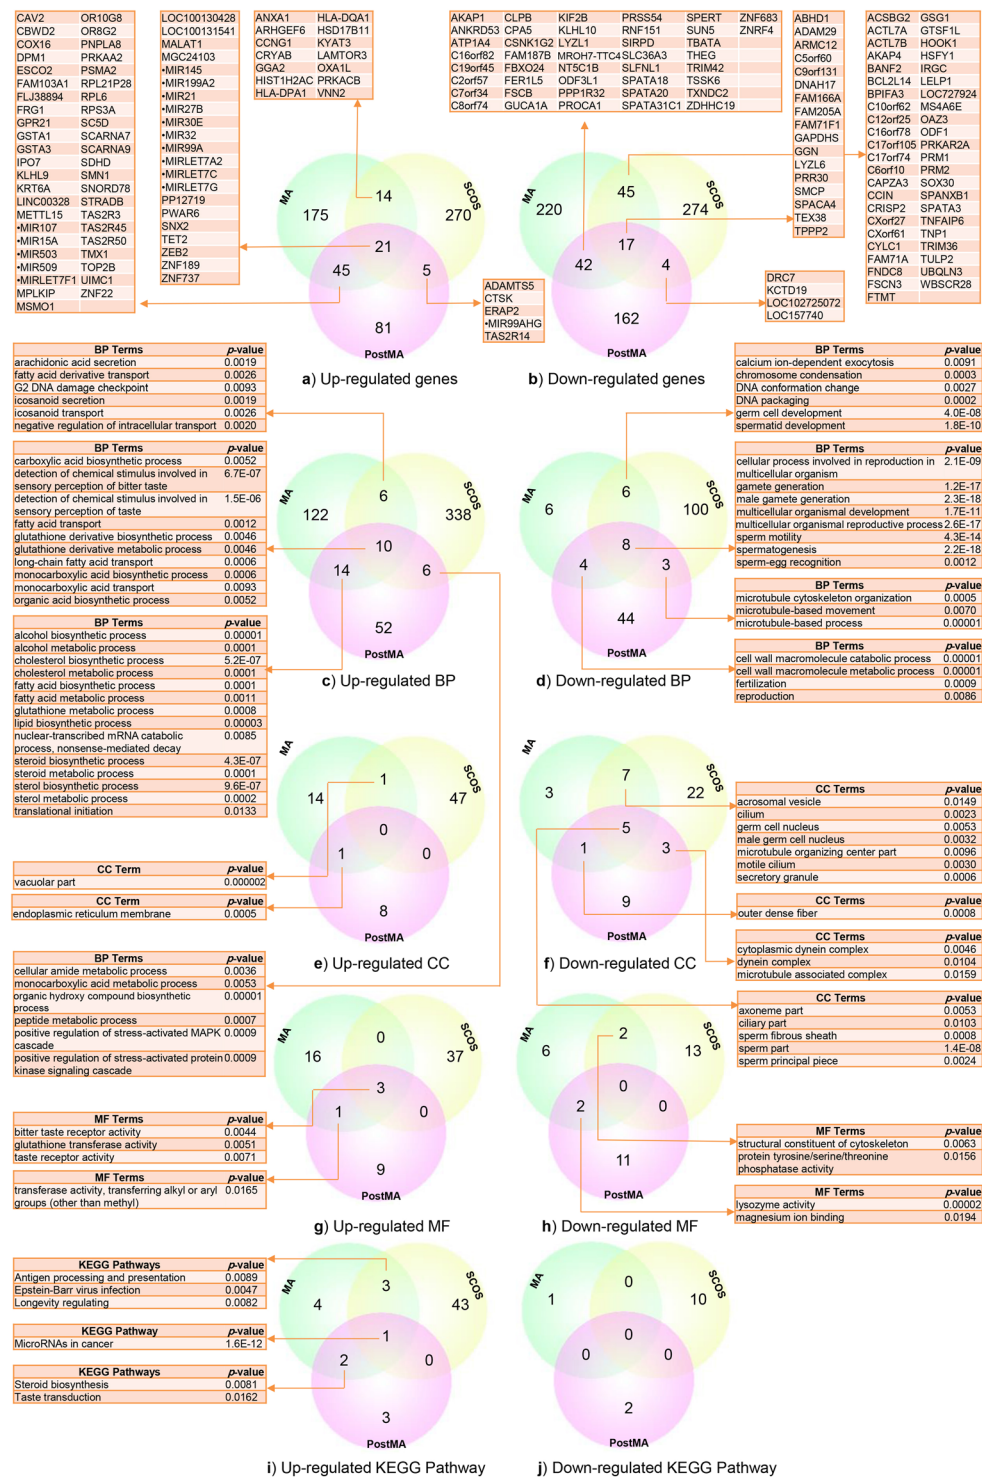 CAV2 OR10G8
CBWD2 OR8G2
COX16 PNPLA8
DPM1 PRKAA2
ESCO2 PSMA2
FAM103A1 RPL21P28
FLJ38894 RPL6
FRG1 RPS3A
GPR21 SC5D
GSTA1 SCARNA7
GSTA3 SCARNA9
IPO7 SDHD
KLHL9 SMN1
KRT6A SNORD78
LINC00328 STRADB
METTL15 TAS2R3
•MIR107 TAS2R45
•MIR15A TAS2R50
•MIR503 TMX1
•MIR509 TOP2B
•MIRLET7F1 UIMC1
MPLKIP ZNF22
MSMO1
LOC100130428
LOC100131541
MALAT1
MGC24103
•MIR145
•MIR199A2
•MIR21
•MIR27B
•MIR30E
•MIR32
•MIR99A
•MIRLET7A2
•MIRLET7C
•MIRLET7G
PP12719
PWAR6
SNX2
TET2
ZEB2
ZNF189
ZNF737
ANXA1 HLA-DQA1
ARHGEF6 HSD17B11
CCNG1 KYAT3
CRYAB LAMTOR3
GGA2 OXA1L
HIST1H2AC PRKACB
HLA-DPA1 VNN2
AKAP1 CLPB KIF2B PRSS54 SPERT ZNF683
ANKRD53 CPA5 KLHL10 RNF151 SUN5 ZNRF4
ATP1A4 CSNK1G2 LYZL1 SIRPD TBATA
C16orf82 FAM187B MROH7-TTC4 SLC36A3 THEG
C19orf45 FBXO24 NT5C1B SLFNL1 TRIM42
C2orf57 FER1L5 ODF3L1 SPATA18 TSSK6
C7orf34 FSCB PPP1R32 SPATA20 TXNDC2
C8orf74 GUCA1A PROCA1 SPATA31C1 ZDHHC19
ABHD1
ADAM29
ARMC12
C5orf60
C9orf131
DNAH17
FAM166A
FAM205A
FAM71F1
GAPDHS
GGN
LYZL6
PRR30
SMCP
SPACA4
TEX38
TPPP2
ACSBG2 GSG1
ACTL7A GTSF1L
ACTL7B HOOK1
AKAP4 HSFY1
BANF2 IRGC
BCL2L14 LELP1
BPIFA3 LOC727924
C10orf62 MS4A6E
C12orf25 OAZ3
C16orf78 ODF1
C17orf105 PRKAR2A
C17orf74 PRM1
C6orf10 PRM2
CAPZA3 SOX30
CCIN SPANXB1
CRISP2 SPATA3
CXorf27 TNFAIP6
CXorf61 TNP1
CYLC1 TRIM36
FAM71A TULP2
FNDC8 UBQLN3
FSCN3 WBSCR28
FTMT
MA
SCOS
175 14 270
21
45 5
81
PostMA
a) Up-regulated genes
ADAMTS5
CTSK
ERAP2
•MIR99AHG
TAS2R14
MA
SCOS
220 45 274
17
42 4
162
PostMA
b) Down-regulated genes
DRC7
KCTD19
LOC102725072
LOC157740
BP Terms p-value
arachidonic acid secretion 0.0019
fatty acid derivative transport 0.0026
G2 DNA damage checkpoint 0.0093
icosanoid secretion 0.0019
icosanoid transport 0.0026
negative regulation of intracellular transport 0.0020
BP Terms p-value
carboxylic acid biosynthetic process 0.0052
detection of chemical stimulus involved in 6.7E-07
sensory perception of bitter taste
detection of chemical stimulus involved in 1.5E-06
sensory perception of taste
fatty acid transport 0.0012
glutathione derivative biosynthetic process 0.0046
glutathione derivative metabolic process 0.0046
long-chain fatty acid transport 0.0006
monocarboxylic acid biosynthetic process 0.0006
monocarboxylic acid transport 0.0093
organic acid biosynthetic process 0.0052
BP Terms p-value
alcohol biosynthetic process 0.00001
alcohol metabolic process 0.0001
cholesterol biosynthetic process 5.2E-07
cholesterol metabolic process 0.0001
fatty acid biosynthetic process 0.0001
fatty acid metabolic process 0.0011
glutathione metabolic process 0.0008
lipid biosynthetic process 0.00003
nuclear-transcribed mRNA catabolic 0.0085
process, nonsense-mediated decay
steroid biosynthetic process 4.3E-07
steroid metabolic process 0.0001
sterol biosynthetic process 9.6E-07
sterol metabolic process 0.0002
translational initiation 0.0133
MA
SCOS
122 6 338
10
14 6
52
PostMA
c) Up-regulated BP
MA
SCOS
6 6 100
8
4 3
44
PostMA
d) Down-regulated BP
BP Terms p-value
calcium ion-dependent exocytosis 0.0091
chromosome condensation 0.0003
DNA conformation change 0.0027
DNA packaging 0.0002
germ cell development 4.0E-08
spermatid development 1.8E-10
BP Terms p-value
cellular process involved in reproduction in 2.1E-09
multicellular organism
gamete generation 1.2E-17
male gamete generation 2.3E-18
multicellular organismal development 1.7E-11
multicellular organismal reproductive process 2.6E-17
sperm motility 4.3E-14
spermatogenesis 2.2E-18
sperm-egg recognition 0.0012
BP Terms p-value
microtubule cytoskeleton organization 0.0005
microtubule-based movement 0.0070
microtubule-based process 0.00001
BP Terms p-value
cell wall macromolecule catabolic process 0.00001
cell wall macromolecule metabolic process 0.00001
fertilization 0.0009
reproduction 0.0086
CC Term p-value
vacuolar part 0.000002
CC Term p-value
endoplasmic reticulum membrane 0.0005
MA
SCOS
14 1 47
0
1 0
8
PostMA
e) Up-regulated CC
MA
SCOS
3 7 22
5
1 3
9
PostMA
f) Down-regulated CC
CC Terms p-value
acrosomal vesicle 0.0149
cilium 0.0023
germ cell nucleus 0.0053
male germ cell nucleus 0.0032
microtubule organizing center part 0.0096
motile cilium 0.0030
secretory granule 0.0006
CC Terms p-value
outer dense fiber 0.0008
CC Terms p-value
cytoplasmic dynein complex 0.0046
dynein complex 0.0104
microtubule associated complex 0.0159
CC Terms p-value
axoneme part 0.0053
ciliary part 0.0103
sperm fibrous sheath 0.0008
sperm part 1.4E-08
sperm principal piece 0.0024
BP Terms p-value
cellular amide metabolic process 0.0036
monocarboxylic acid metabolic process 0.0053
organic hydroxy compound biosynthetic 0.00001
process
peptide metabolic process 0.0007
positive regulation of stress-activated MAPK 0.0009
cascade
positive regulation of stress-activated protein 0.0009
kinase signaling cascade
MF Terms p-value
bitter taste receptor activity 0.0044
glutathione transferase activity 0.0051
taste receptor activity 0.0071
MF Terms p-value
transferase activity, transferring alkyl or aryl 0.0165
groups (other than methyl)
MA
SCOS
16 0 37
3
1 0
9
PostMA
g) Up-regulated MF
MA
SCOS
6 2 13
0
2 0
11
PostMA
h) Down-regulated MF
MF Terms p-value
structural constituent of cytoskeleton 0.0063
protein tyrosine/serine/threonine 0.0156
phosphatase activity
MF Terms p-value
lysozyme activity 0.00002
magnesium ion binding 0.0194
KEGG Pathways p-value
Antigen processing and presentation 0.0089
Epstein-Barr virus infection 0.0047
Longevity regulating 0.0082
KEGG Pathway p-value
MicroRNAs in cancer 1.6E-12
KEGG Pathways p-value
Steroid biosynthesis 0.0081
Taste transduction 0.0162
MA
SCOS
4 3 43
1
2 0
3
PostMA
i) Up-regulated KEGG Pathway
MA
SCOS
1 0 10
0
0 0
2
PostMA
j) Down-regulated KEGG Pathway